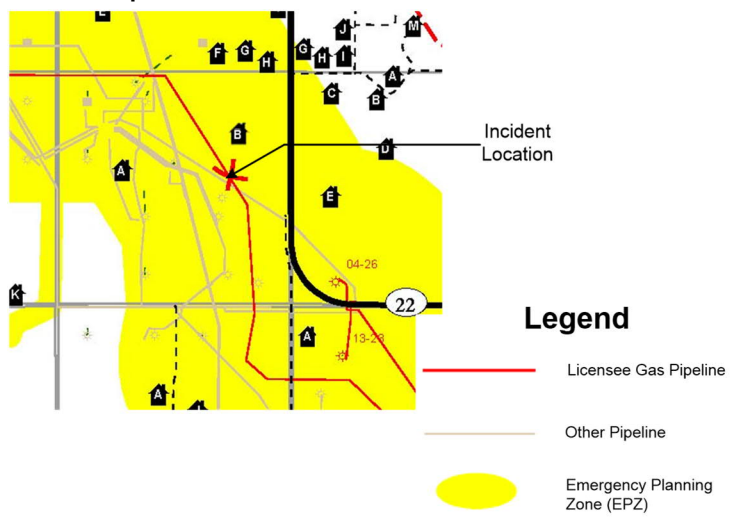 J
M
F
G
H
G
H
I
A
C
B
B
D
A
E
Incident
Location
04-26
K
22
13-23
A
A
Legend
Licensee Gas Pipeline
Other Pipeline
Emergency Planning
Zone (EPZ)